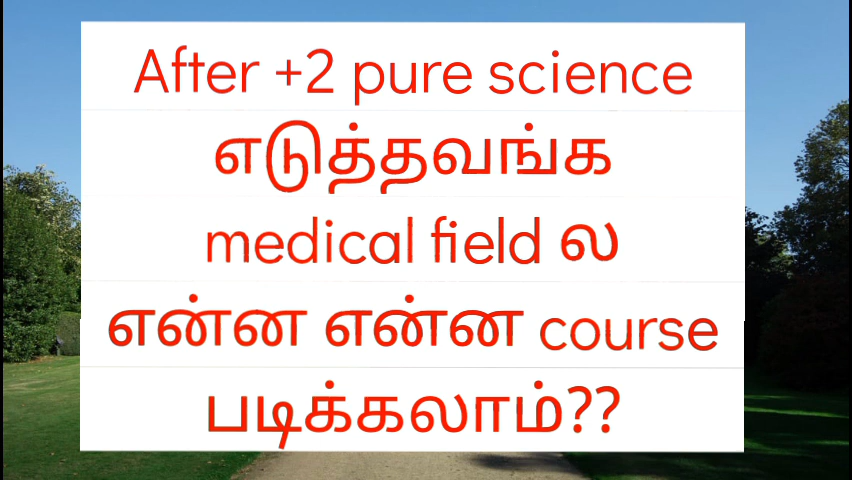 After +2 pure science
எடுத்தவங்க
medical field ல
என்ன என்ன course
படிக்கலாம்??